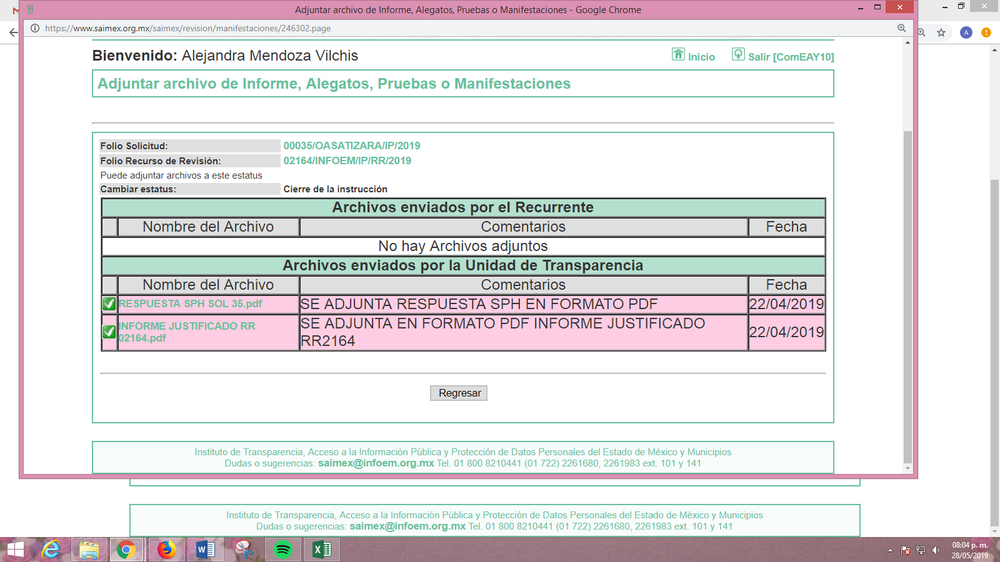 Adjuntar archivo de Informe, Alegatos, Pruebas o Manifestaciones - Google Chrome
https://www.saimex.org.mx/saimex/revision/manifestaciones/246302.page
A
Bienvenido: Alejandra Mendoza Vilchis
Inicio
Salir [ComEAY10]
Adjuntar archivo de Informe, Alegatos, Pruebas o Manifestaciones
Folio Solicitud: 00035/OASATIZARA/IP/2019
Folio Recurso de Revisión: 02164/INFOEM/IP/RR/2019
Puede adjuntar archivos a este estatus
Cambiar estatus: Cierre de la instrucción
Archivos enviados por el Recurrente
Nombre del Archivo Comentarios Fecha
No hay Archivos adjuntos
Archivos enviados por la Unidad de Transparencia
Nombre del Archivo Comentarios Fecha
RESPUESTA SPH SOL 35.pdf SE ADJUNTA RESPUESTA SPH EN FORMATO PDF 22/04/2019
INFORME JUSTIFICADO RR
02164.pdf
SE ADJUNTA EN FORMATO PDF INFORME JUSTIFICADO
RR2164
22/04/2019
Regresar
Instituto de Transparencia, Acceso a la Información Pública y Protección de Datos Personales del Estado de México y Municipios
Dudas o sugerencias: saimex@infoem.org.mx Tel. 01 800 8210441 (01 722) 2261680, 2261983 ext. 101 y 141
Instituto de Transparencia, Acceso a la Información Pública y Protección de Datos Personales del Estado de México y Municipios
Dudas o sugerencias: saimex@infoem.org.mx Tel. 01 800 8210441 (01 722) 2261680, 2261983 ext. 101 y 141
08:04 p. m.
28/05/2019